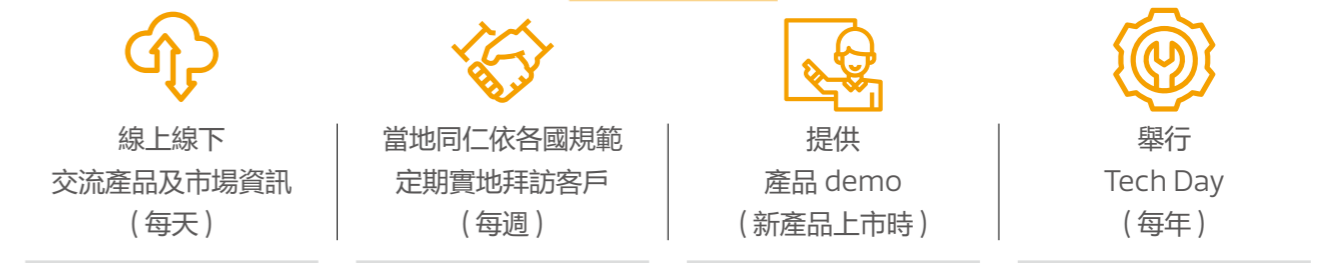 線上線下
交流產品及市場資訊
(每天)
當地同仁依各國規範
定期實地拜訪客戶
(每週)
提供
產品 demo
(新產品上市時)
舉行
Tech Day
(每年)